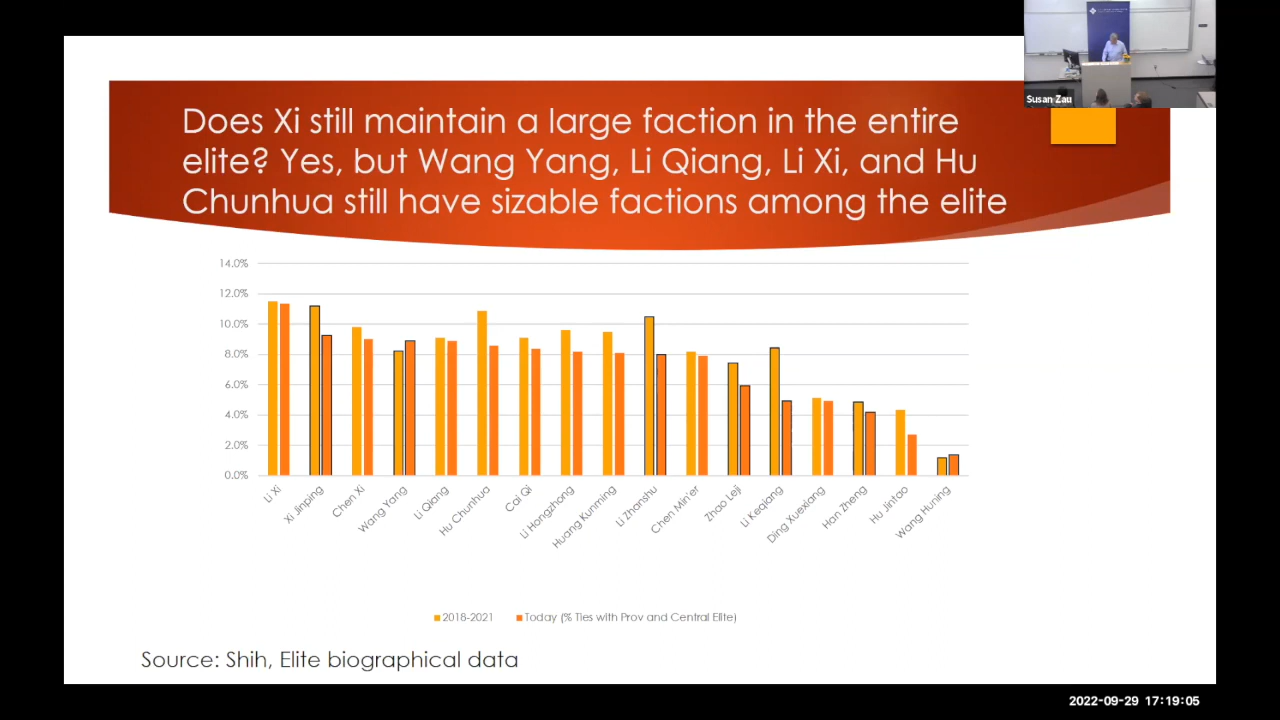 Susan Zau
Does Xi still maintain a large faction in the entire
elite? Yes, but Wang Yang, Li Qiang, Li Xi, and Hu
Chunhua still have sizable factions among the elite
14.0%
12.0%
10.0%
8.0%
6.0%
4.0%
2.0%
0.0%
Li Xi
Xi Jinping
Chen Xi
Wang Yang
Li Qiang
Hu Chunhua
Cai Qi
Li Hongzhong
Huang Kunming
Li Zhanshu
Chen Min'er
Zhao Leji
Li Keqiang
Ding Xuexiang
Han Zheng
Hu Jintao
Wang Huning
2018-2021
Today (% Ties with Prov and Central Elite)
Source: Shih, Elite biographical data
2022-09-29 17:19:05